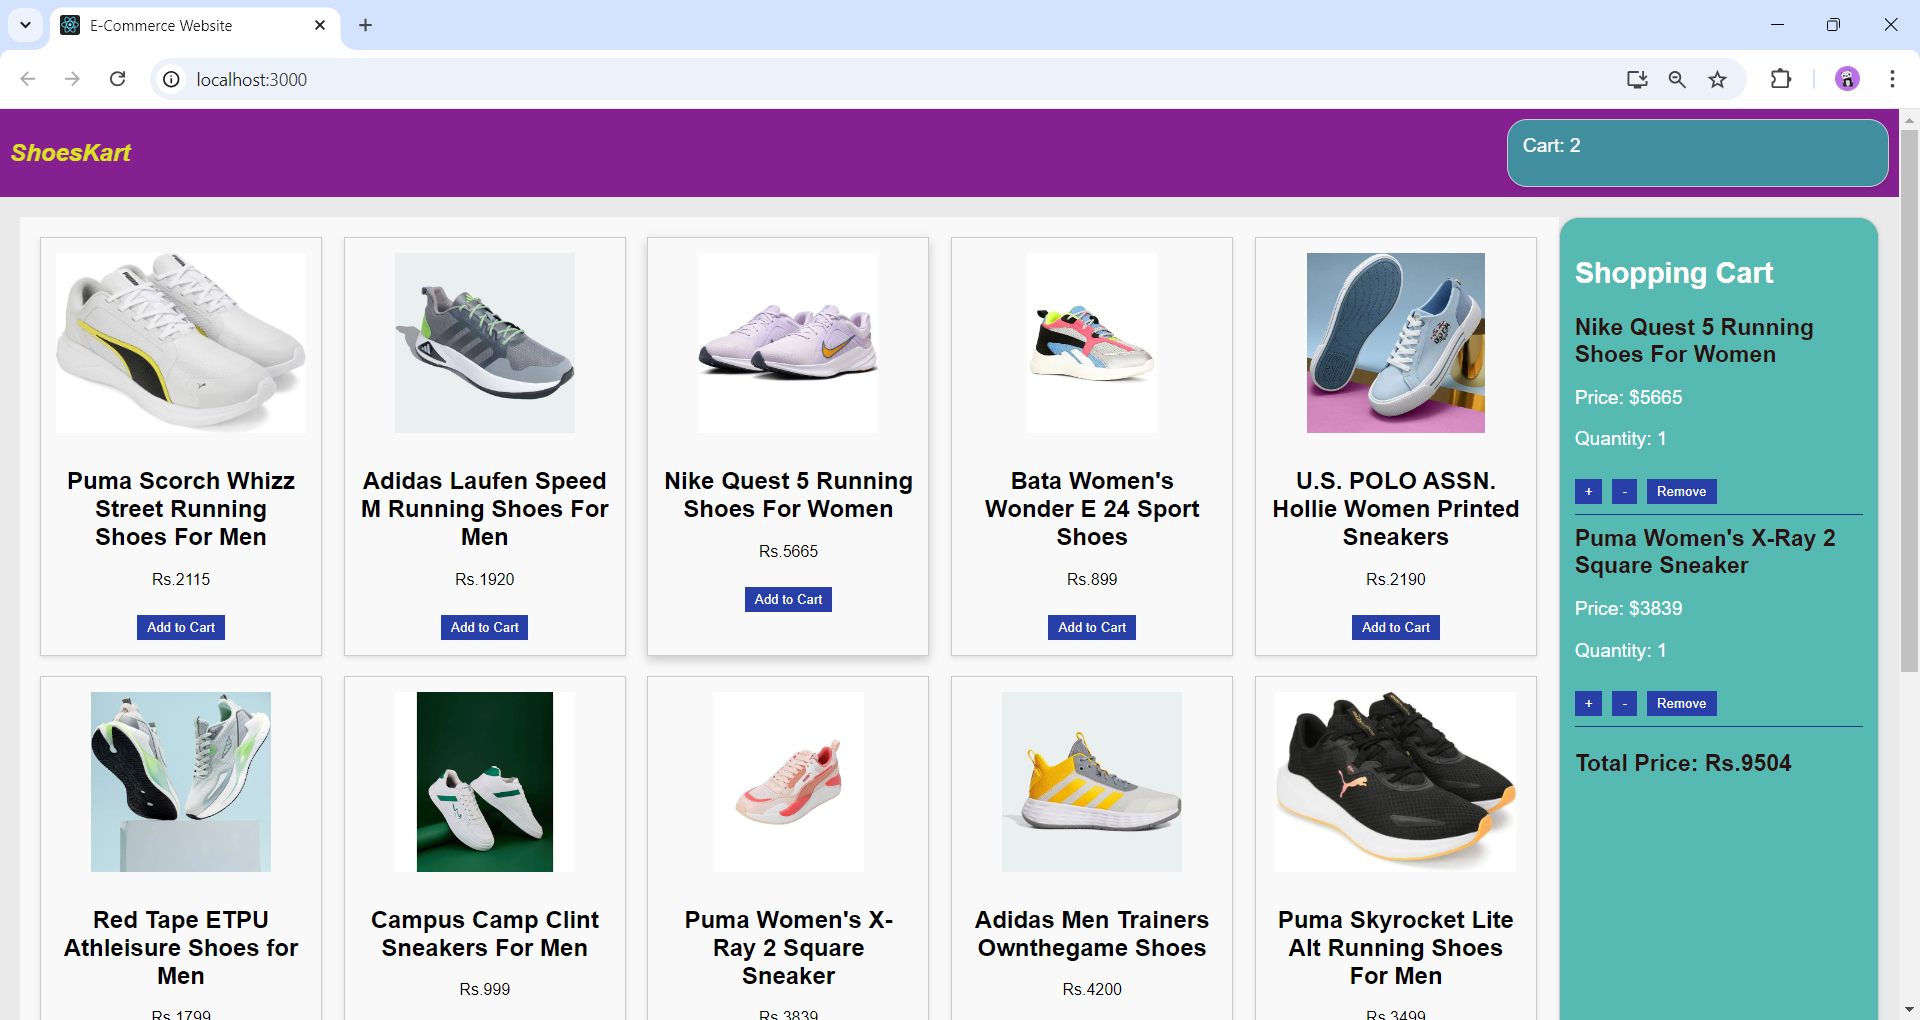 E-Commerce Website
localhost:3000
ShoesKart
Cart: 2
Puma Scorch Whizz
Street Running
Shoes For Men
Rs.2115
Add to Cart
Adidas Laufen Speed
M Running Shoes For
Men
Rs.1920
Add to Cart
Nike Quest 5 Running
Shoes For Women
Rs.5665
Add to Cart
Bata Women's
Wonder E 24 Sport
Shoes
Rs.899
Add to Cart
U.S. POLO ASSN.
Hollie Women Printed
Sneakers
Rs.2190
Add to Cart
Red Tape ETPU
Athleisure Shoes for
Men
Rs.1799
Campus Camp Clint
Sneakers For Men
Rs.999
Puma Women's X-
Ray 2 Square
Sneaker
Rs.3839
Adidas Men Trainers
Ownthegame Shoes
Rs.4200
Puma Skyrocket Lite
Alt Running Shoes
For Men
Rs.3499
Shopping Cart
Nike Quest 5 Running
Shoes For Women
Price: $5665
Quantity: 1
+ - Remove
Puma Women's X-Ray 2
Square Sneaker
Price: $3839
Quantity: 1
+ - Remove
Total Price: Rs.9504